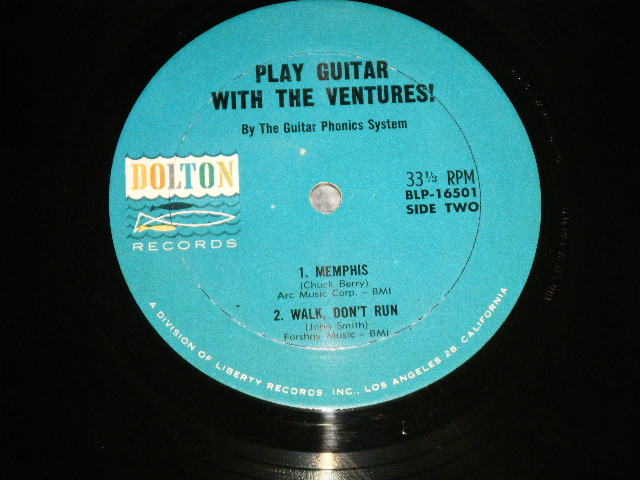 PLAY GUITAR
WITH THE VENTURES!
By The Guitar Phonics System
DOLTON
RECORDS
33⅓ RPM
BLP-16501
SIDE TWO
1. MEMPHIS
(Chuck Berry)
Arc Music Corp. - BMI
2. WALK, DON'T RUN
(John Smith)
Forshay Music - BMI
A DIVISION OF LIBERTY RECORDS, INC., LOS ANGELES 28, CALIFORNIA